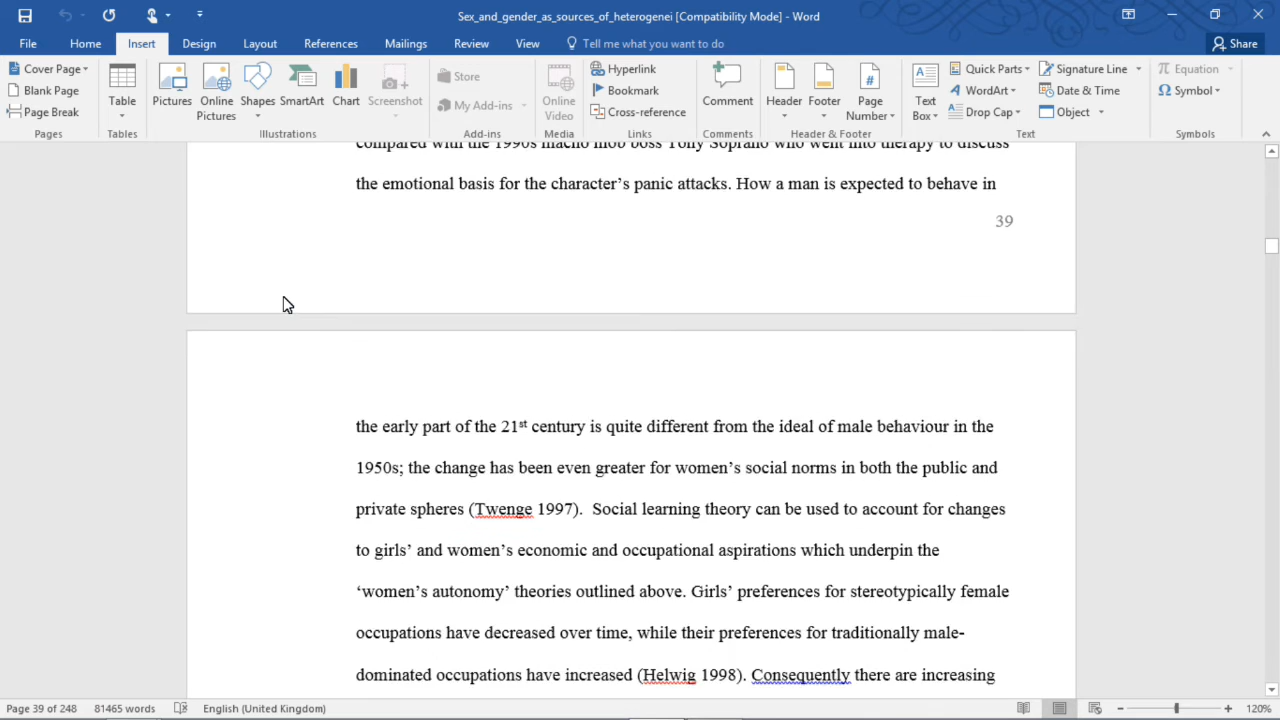 Sex_and_gender_as_sources_of_heterogenei [Compatibility Mode] - Word
File Home Insert Design Layout References Mailings Review View Tell me what you want to do Share
Cover Page
Blank Page
Page Break
Pages
Table
Tables
Pictures
Online Pictures
Shapes
SmartArt
Chart
Screenshot
Illustrations
Store
My Add-ins
Add-ins
Online Video
Media
Hyperlink
Bookmark
Cross-reference
Links
Comment
Comments
Header
Footer
Page Number
Header & Footer
Text Box
Quick Parts
WordArt
Drop Cap
Signature Line
Date & Time
Object
Text
Equation
Symbol
Symbols
compared with the 1990s macho mob boss Tony Soprano who went into therapy to discuss
the emotional basis for the character’s panic attacks. How a man is expected to behave in
39
the early part of the 21st century is quite different from the ideal of male behaviour in the
1950s; the change has been even greater for women’s social norms in both the public and
private spheres (Twenge 1997).  Social learning theory can be used to account for changes
to girls’ and women’s economic and occupational aspirations which underpin the
‘women’s autonomy’ theories outlined above. Girls’ preferences for stereotypically female
occupations have decreased over time, while their preferences for traditionally male-
dominated occupations have increased (Helwig 1998). Consequently there are increasing
Page 39 of 248 81465 words English (United Kingdom) 120%